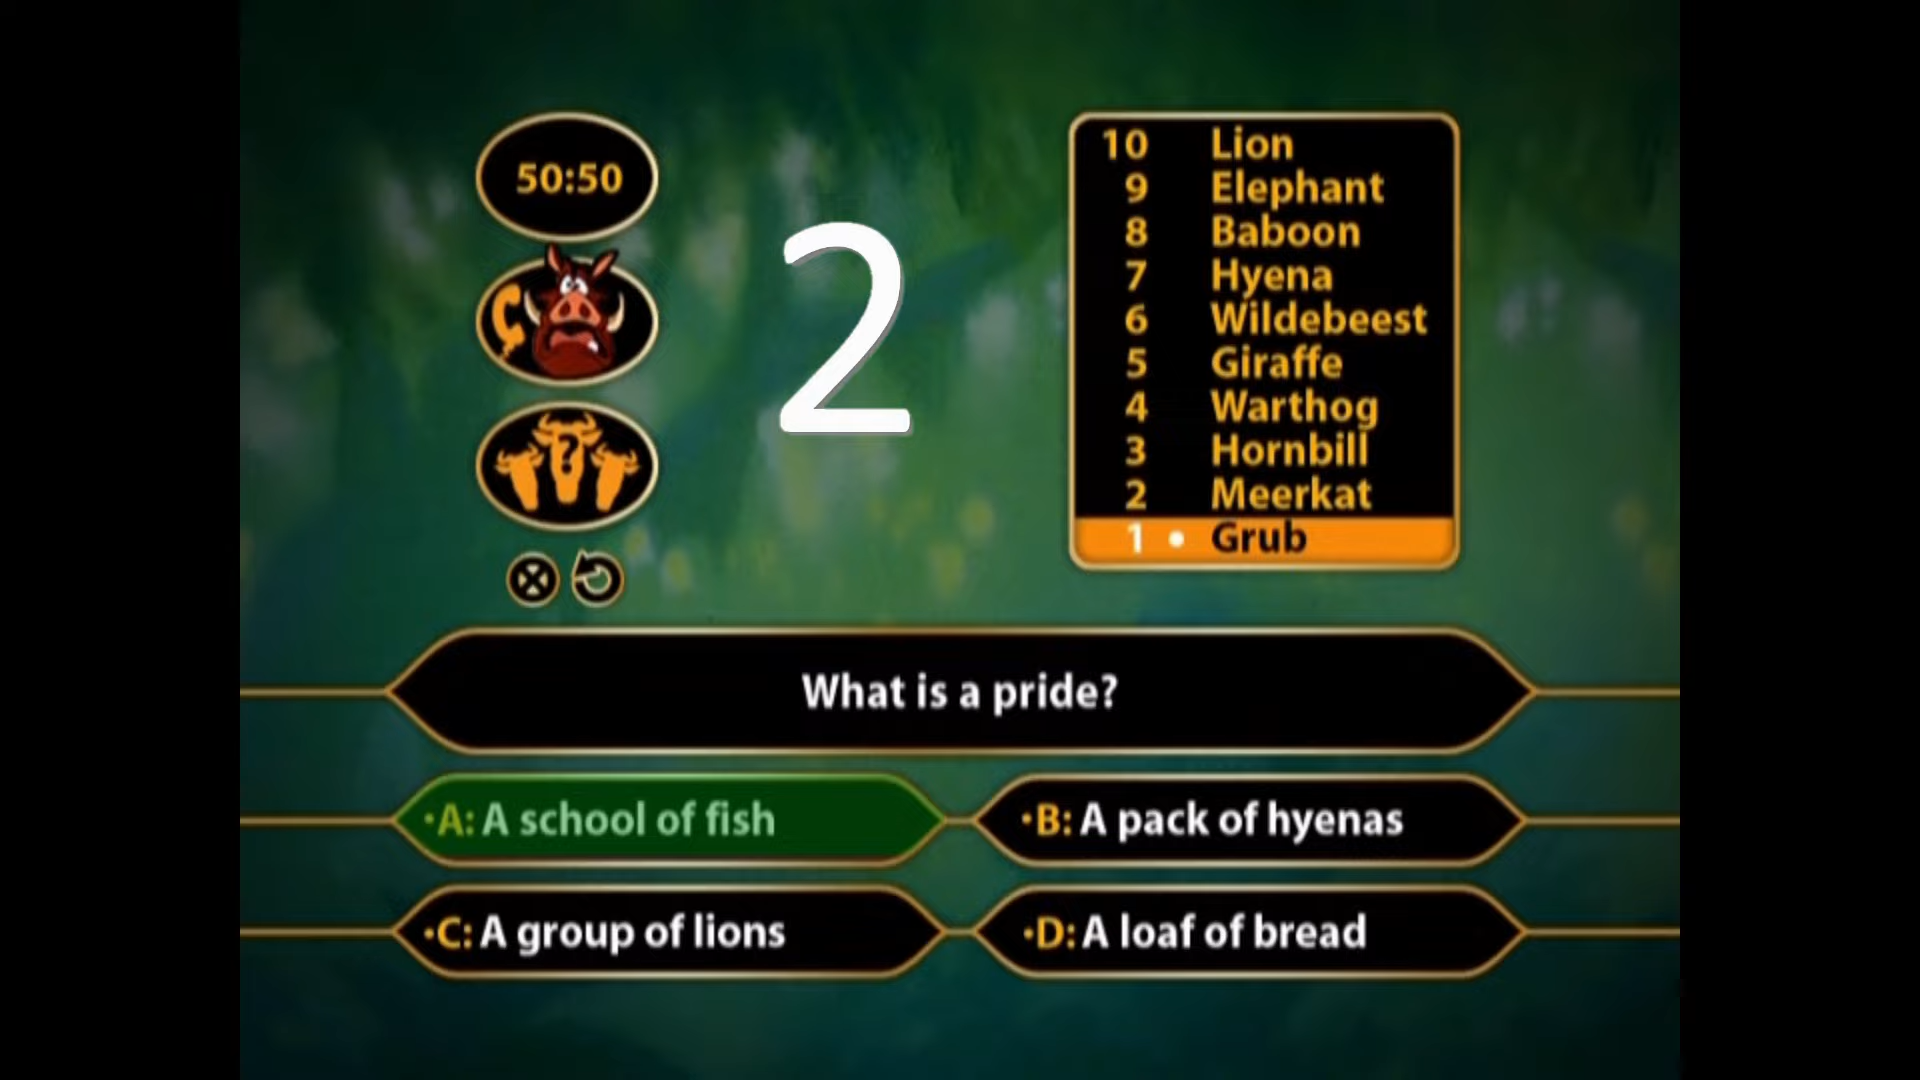 50:50
2
10 Lion
9 Elephant
8 Baboon
7 Hyena
6 Wildebeest
5 Giraffe
4 Warthog
3 Hornbill
2 Meerkat
1 • Grub
?
What is a pride?
•A: A school of fish
•B: A pack of hyenas
•C: A group of lions
•D: A loaf of bread